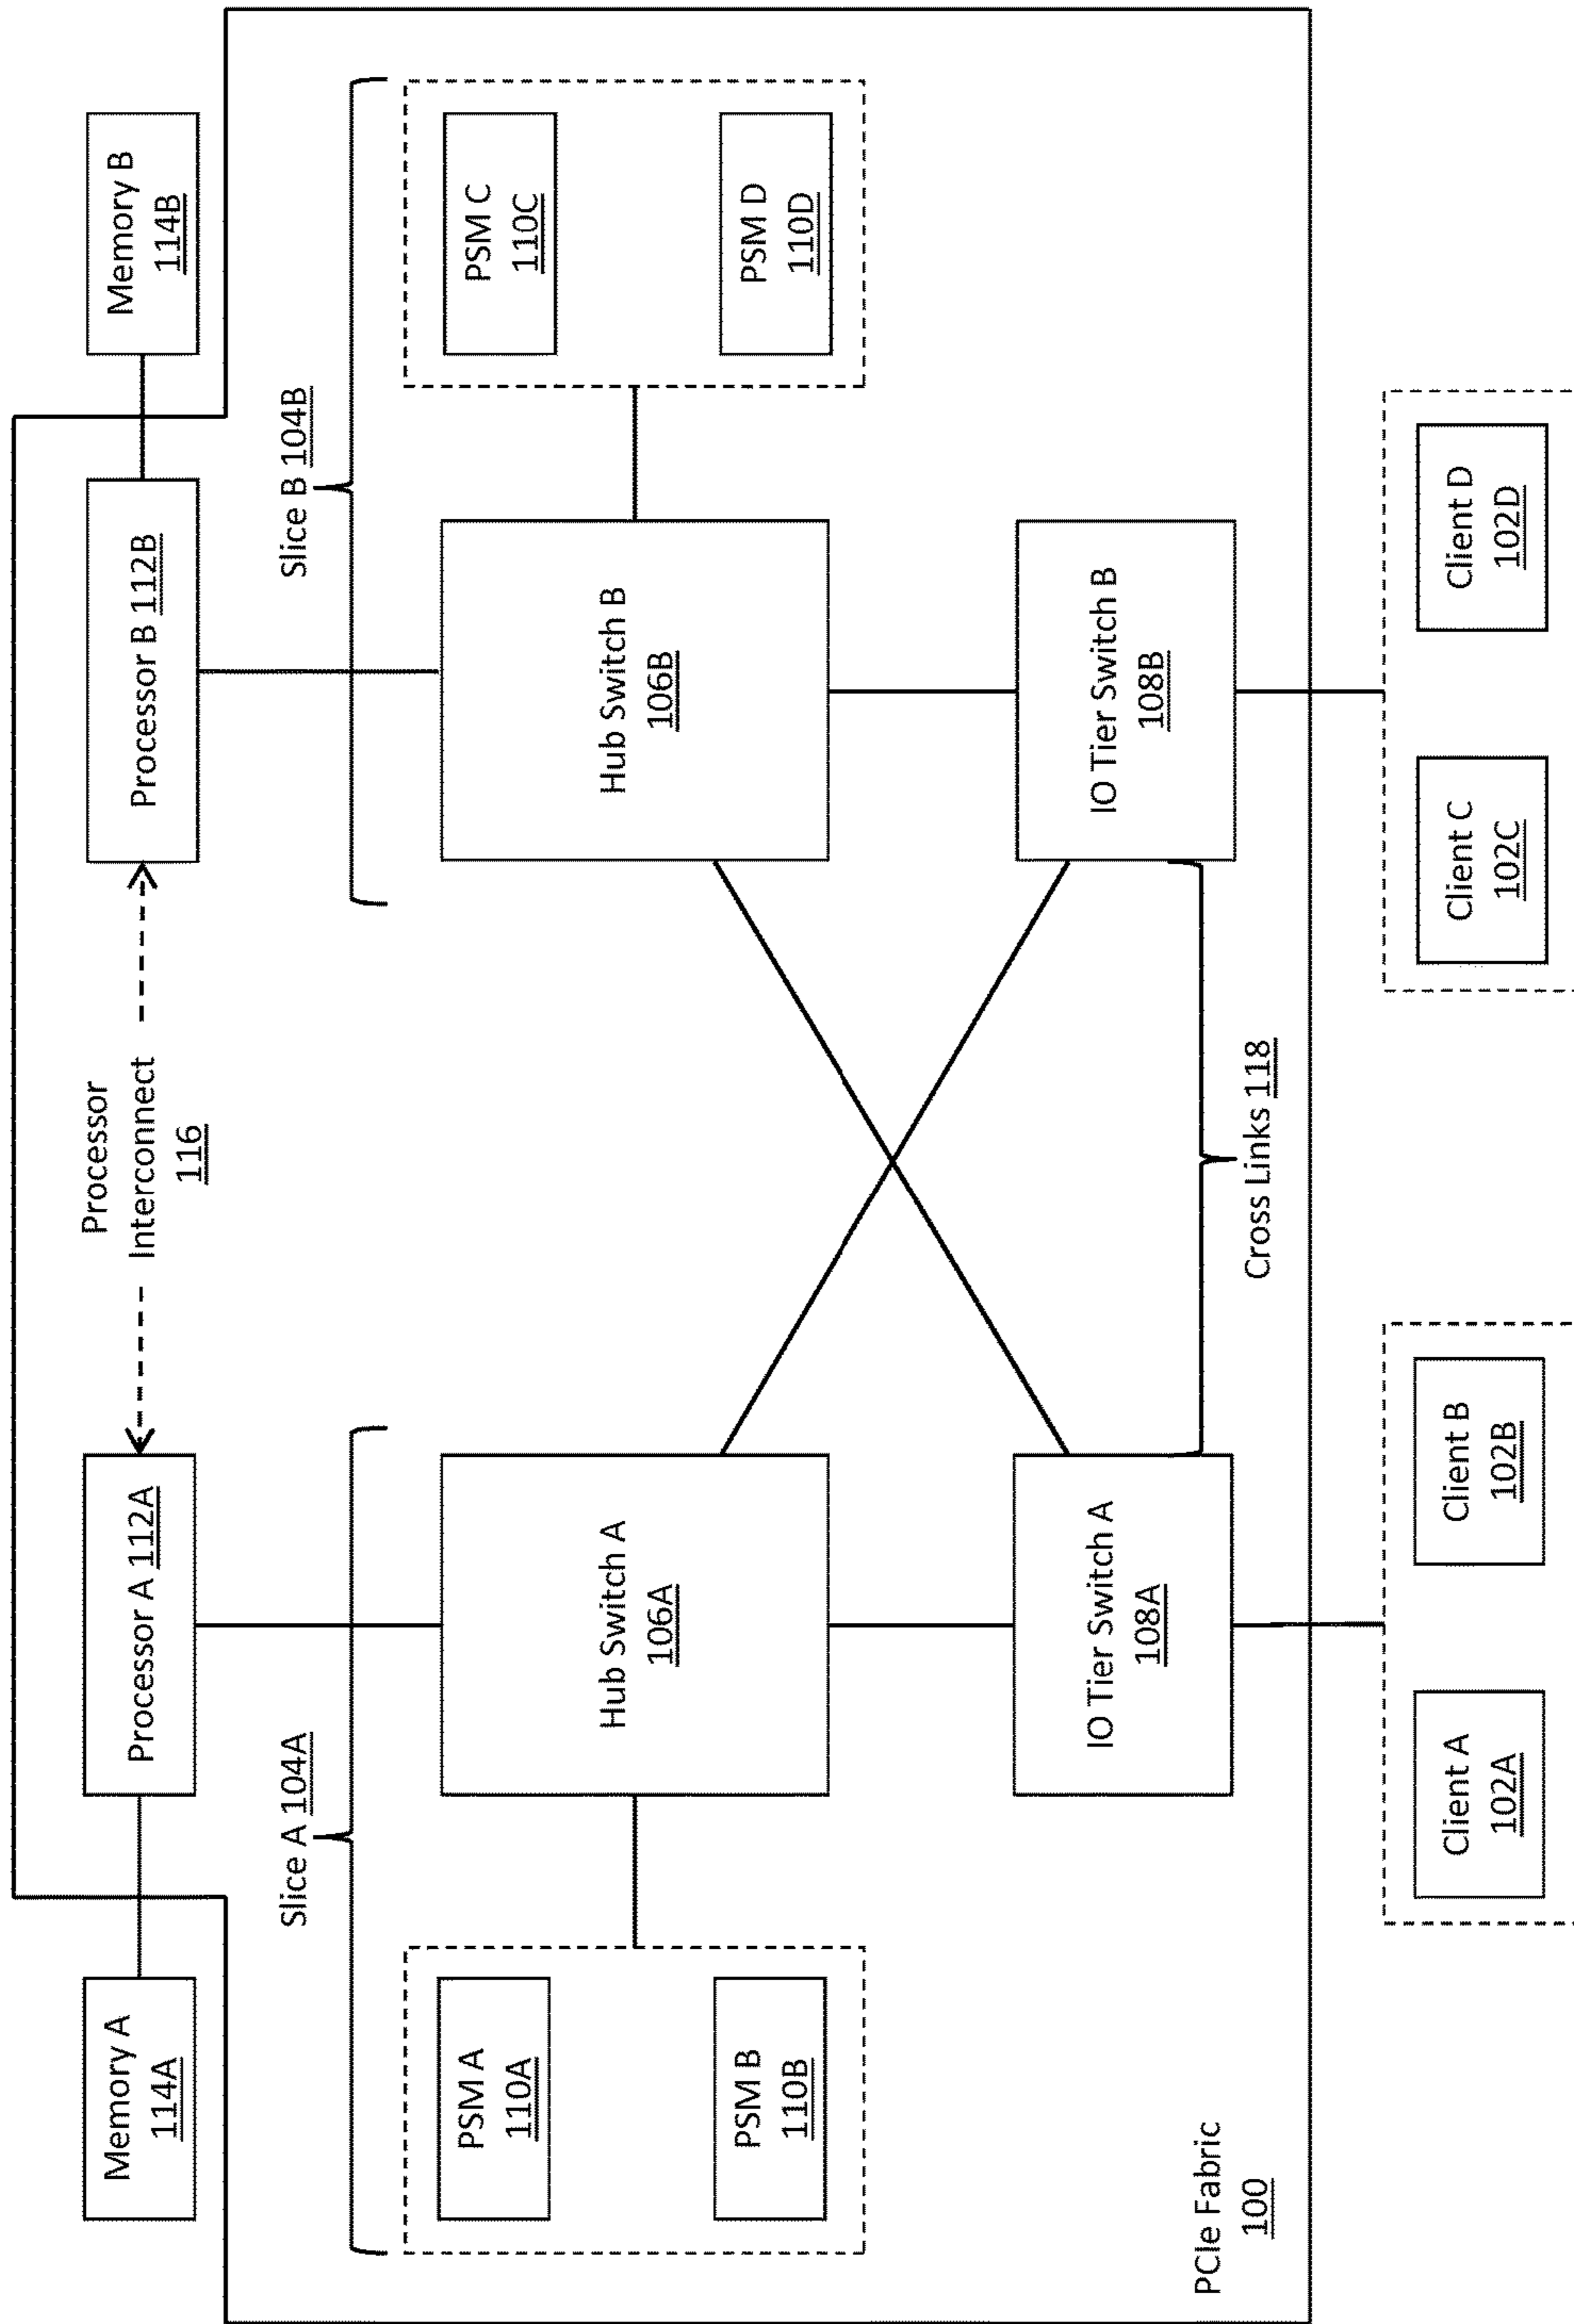 Memory A
114A
Processor A 112A
Processor
Interconnect
116
Processor B 112B
Memory B
114B
Slice A 104A
Slice B 104B
PSM A
110A
PSM B
110B
Hub Switch A
106A
Hub Switch B
106B
PSM C
110C
PSM D
110D
IO Tier Switch A
108A
IO Tier Switch B
108B
Cross Links 118
PCIe Fabric
100
Client A
102A
Client B
102B
Client C
102C
Client D
102D